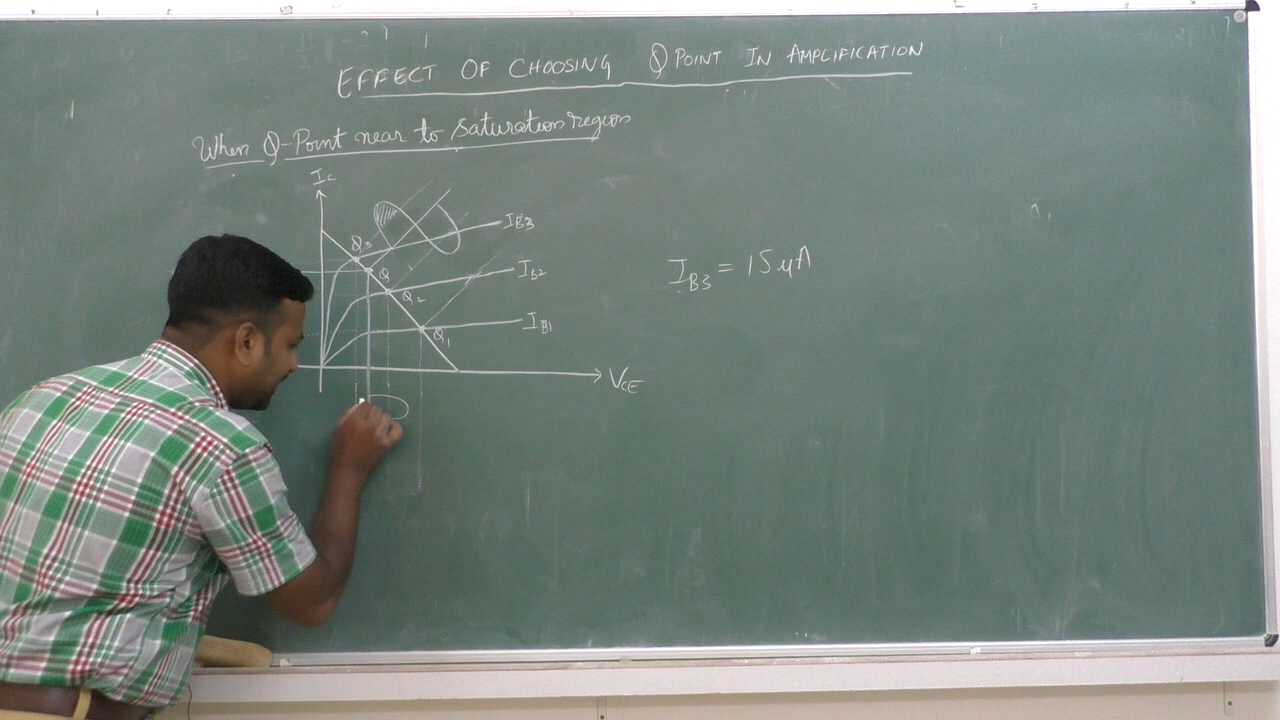 EFFECT OF CHOOSING Q POINT IN AMPLIFICATION
When Q-Point near to saturation region
IC
Q3
IB3
Q
IB2
Q2
IB1
Q1
VCE
IB3 = 15 μA